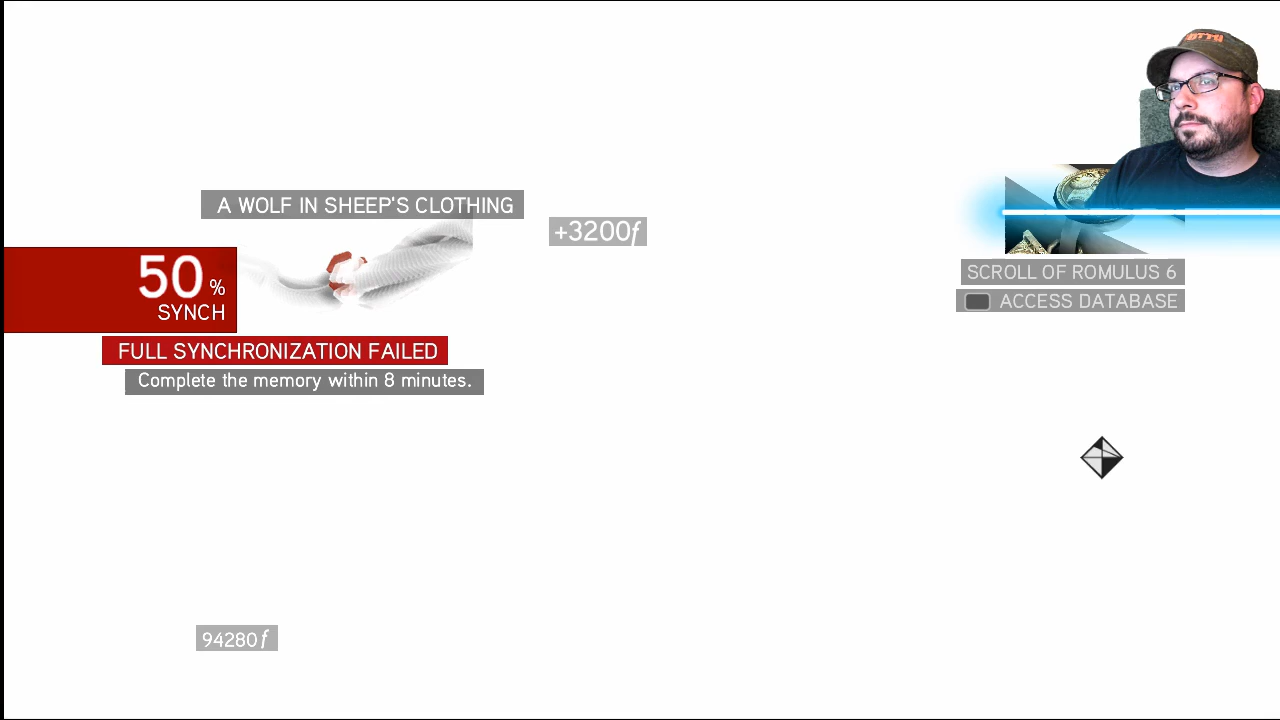 A WOLF IN SHEEP'S CLOTHING
+3200ƒ
50 %
SYNCH
FULL SYNCHRONIZATION FAILED
Complete the memory within 8 minutes.
SCROLL OF ROMULUS 6
ACCESS DATABASE
94280ƒ